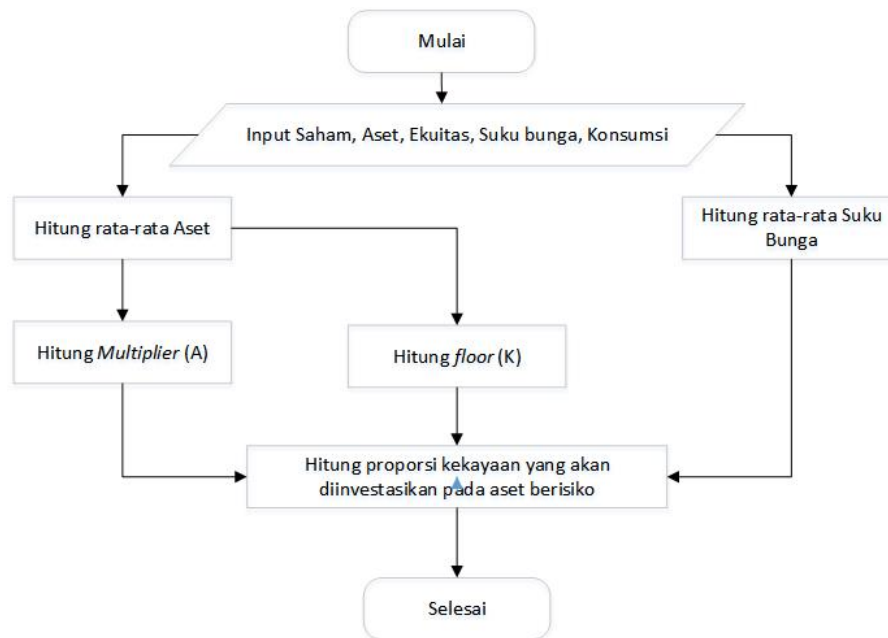 Mulai
Input Saham, Aset, Ekuitas, Suku bunga, Konsumsi
Hitung rata-rata Aset
Hitung rata-rata Suku
Bunga
Hitung Multiplier (A)
Hitung floor (K)
Hitung proporsi kekayaan yang akan
diinvestasikan pada aset berisiko
Selesai